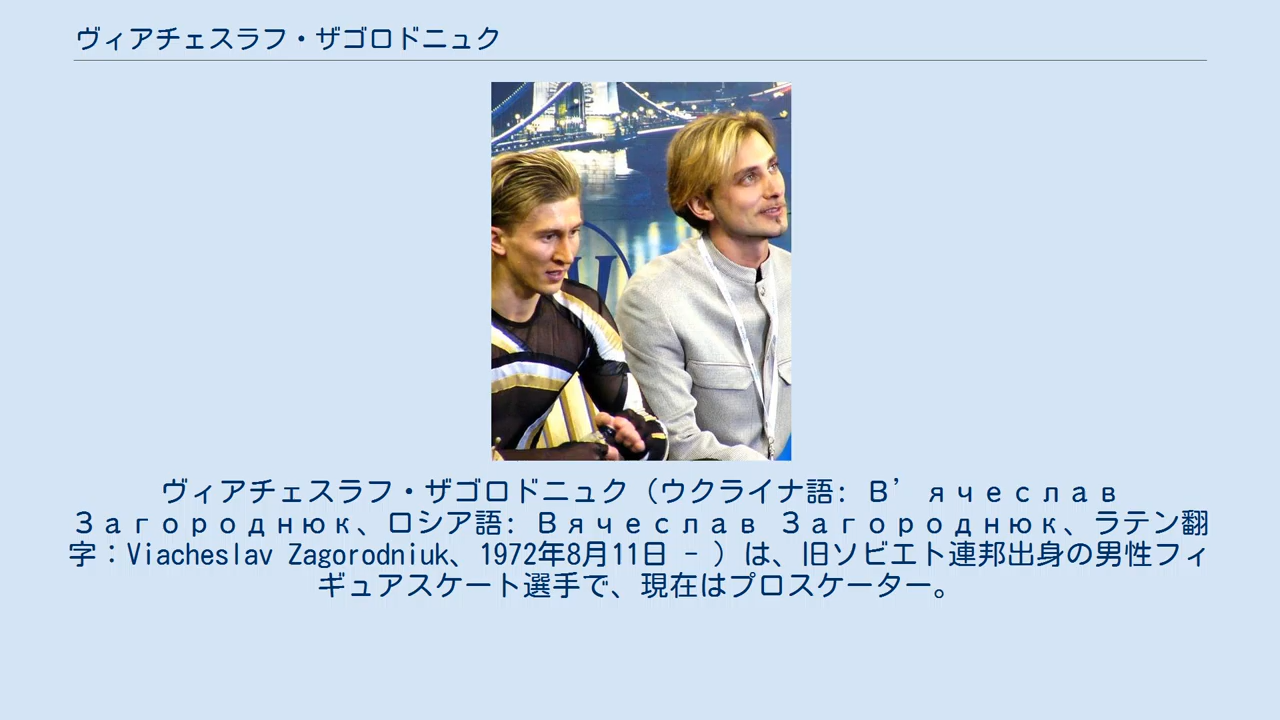 ヴィアチェスラフ・ザゴロドニュク
ヴィアチェスラフ・ザゴロドニュク（ウクライナ語: В’ячеслав
Загороднюк、ロシア語: Вячеслав Загороднюк、ラテン翻
字：Viacheslav Zagorodniuk、1972年8月11日 - ）は、旧ソビエト連邦出身の男性フィ
ギュアスケート選手で、現在はプロスケーター。